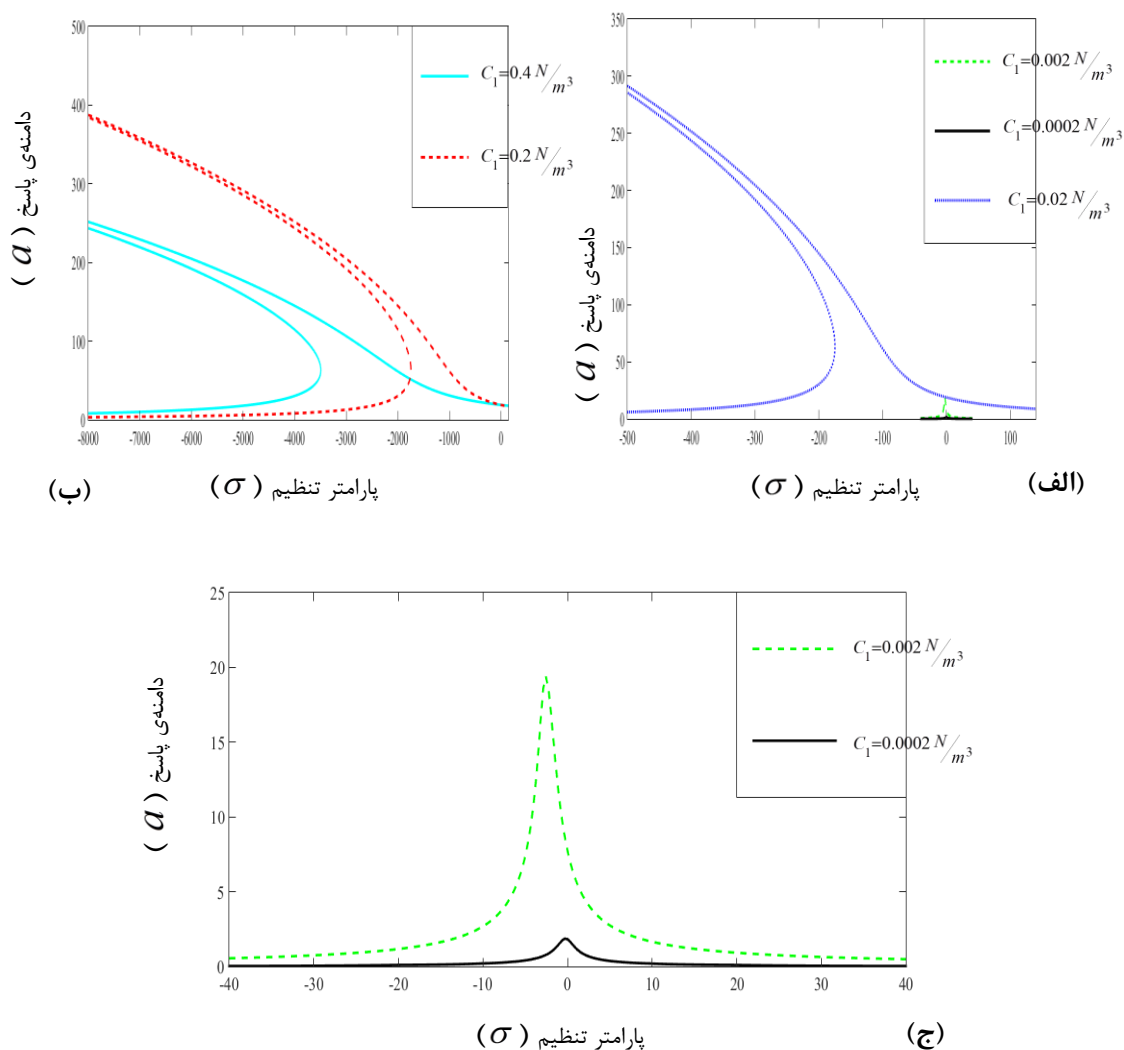 500
400
300
200
100
0
-8000 -7000 -6000 -5000 -4000 -3000 -2000 -1000 0
C₁=0.4 N/m³
C₁=0.2 N/m³
دامنه‌ی پاسخ (a)
پارامتر تنظیم (σ)
(ب)
350
300
250
200
150
100
50
0
-500 -400 -300 -200 -100 0 100
C₁=0.002 N/m³
C₁=0.0002 N/m³
C₁=0.02 N/m³
دامنه‌ی پاسخ (a)
پارامتر تنظیم (σ)
(الف)
25
20
15
10
5
0
-40 -30 -20 -10 0 10 20 30 40
C₁=0.002 N/m³
C₁=0.0002 N/m³
دامنه‌ی پاسخ (a)
پارامتر تنظیم (σ)
(ج)